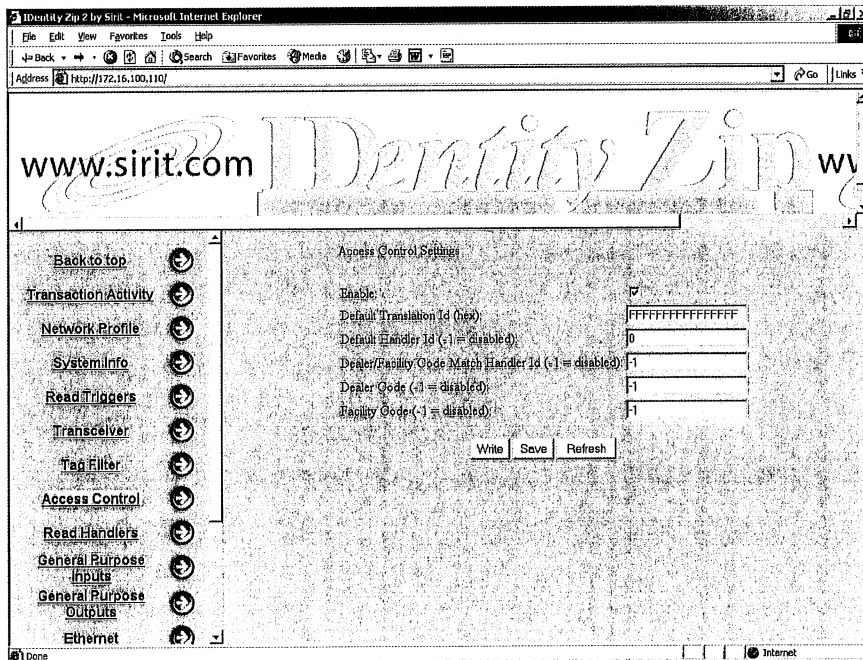 IDentity Zip 2 by Sirit - Microsoft Internet Explorer
File Edit View Favorites Tools Help
Back Search Favorites Media
Address http://172.16.100.110/ Go Links
www.sirit.com IDentity Zip
Back to top
Transaction Activity
Network Profile
System Info
Read Triggers
Transceiver
Tag Filter
Access Control
Read Handlers
General Purpose
Inputs
General Purpose
Outputs
Ethernet
Access Control Settings
Enable:
Default Translation Id (hex): FFFFFFFFFFFFFFFF
Default Handler Id (-1 = disabled): 0
Dealer/Facility Code Match Handler Id (-1 = disabled): -1
Dealer Code (-1 = disabled): -1
Facility Code (-1 = disabled): -1
Write Save Refresh
Done Internet